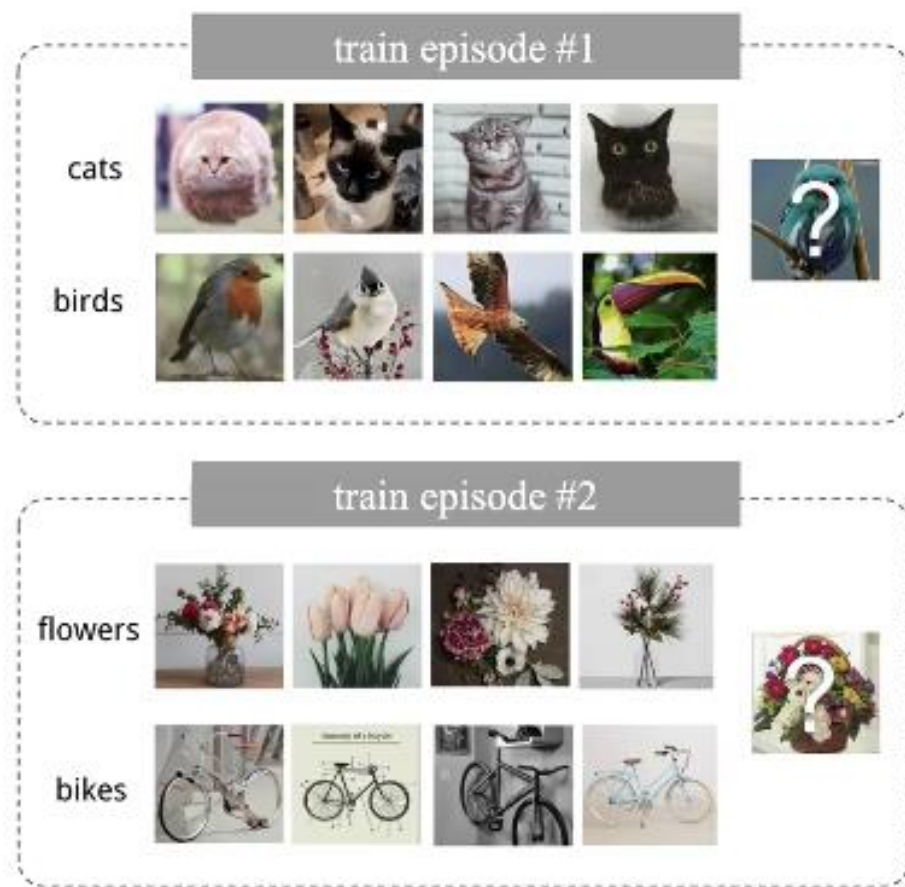 train episode #1
cats
?
birds
train episode #2
flowers
?
bikes